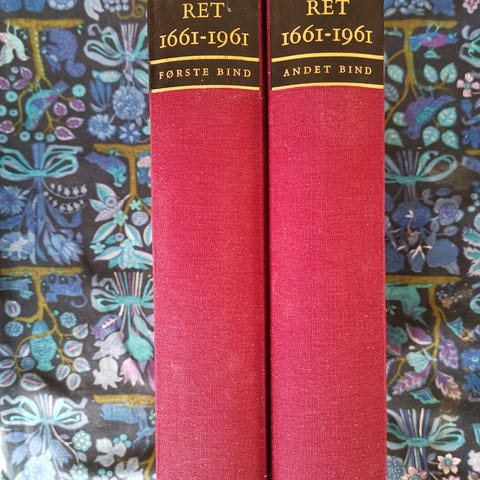 RET
1661-1961
FØRSTE BIND
RET
1661-1961
ANDET BIND